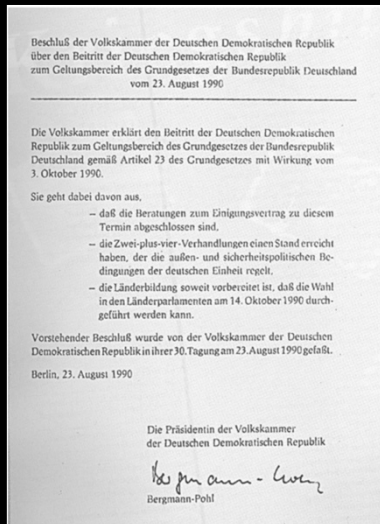 Beschluß der Volkskammer der Deutschen Demokratischen Republik
über den Beitritt der Deutschen Demokratischen Republik
zum Geltungsbereich des Grundgesetzes der Bundesrepublik Deutschland
vom 23. August 1990
Die Volkskammer erklärt den Beitritt der Deutschen Demokratischen
Republik zum Geltungsbereich des Grundgesetzes der Bundesrepublik
Deutschland gemäß Artikel 23 des Grundgesetzes mit Wirkung vom
3. Oktober 1990.
Sie geht dabei davon aus,
– daß die Beratungen zum Einigungsvertrag zu diesem
Termin abgeschlossen sind,
– die Zwei-plus-vier-Verhandlungen einen Stand erreicht
haben, der die außen- und sicherheitspolitischen Be-
dingungen der deutschen Einheit regelt,
– die Länderbildung soweit vorbereitet ist, daß die Wahl
in den Länderparlamenten am 14. Oktober 1990 durch-
geführt werden kann.
Vorstehender Beschluß wurde von der Volkskammer der Deutschen
Demokratischen Republik in ihrer 30. Tagung am 23. August 1990 gefaßt.
Berlin, 23. August 1990
Die Präsidentin der Volkskammer
der Deutschen Demokratischen Republik
Bergmann-Pohl